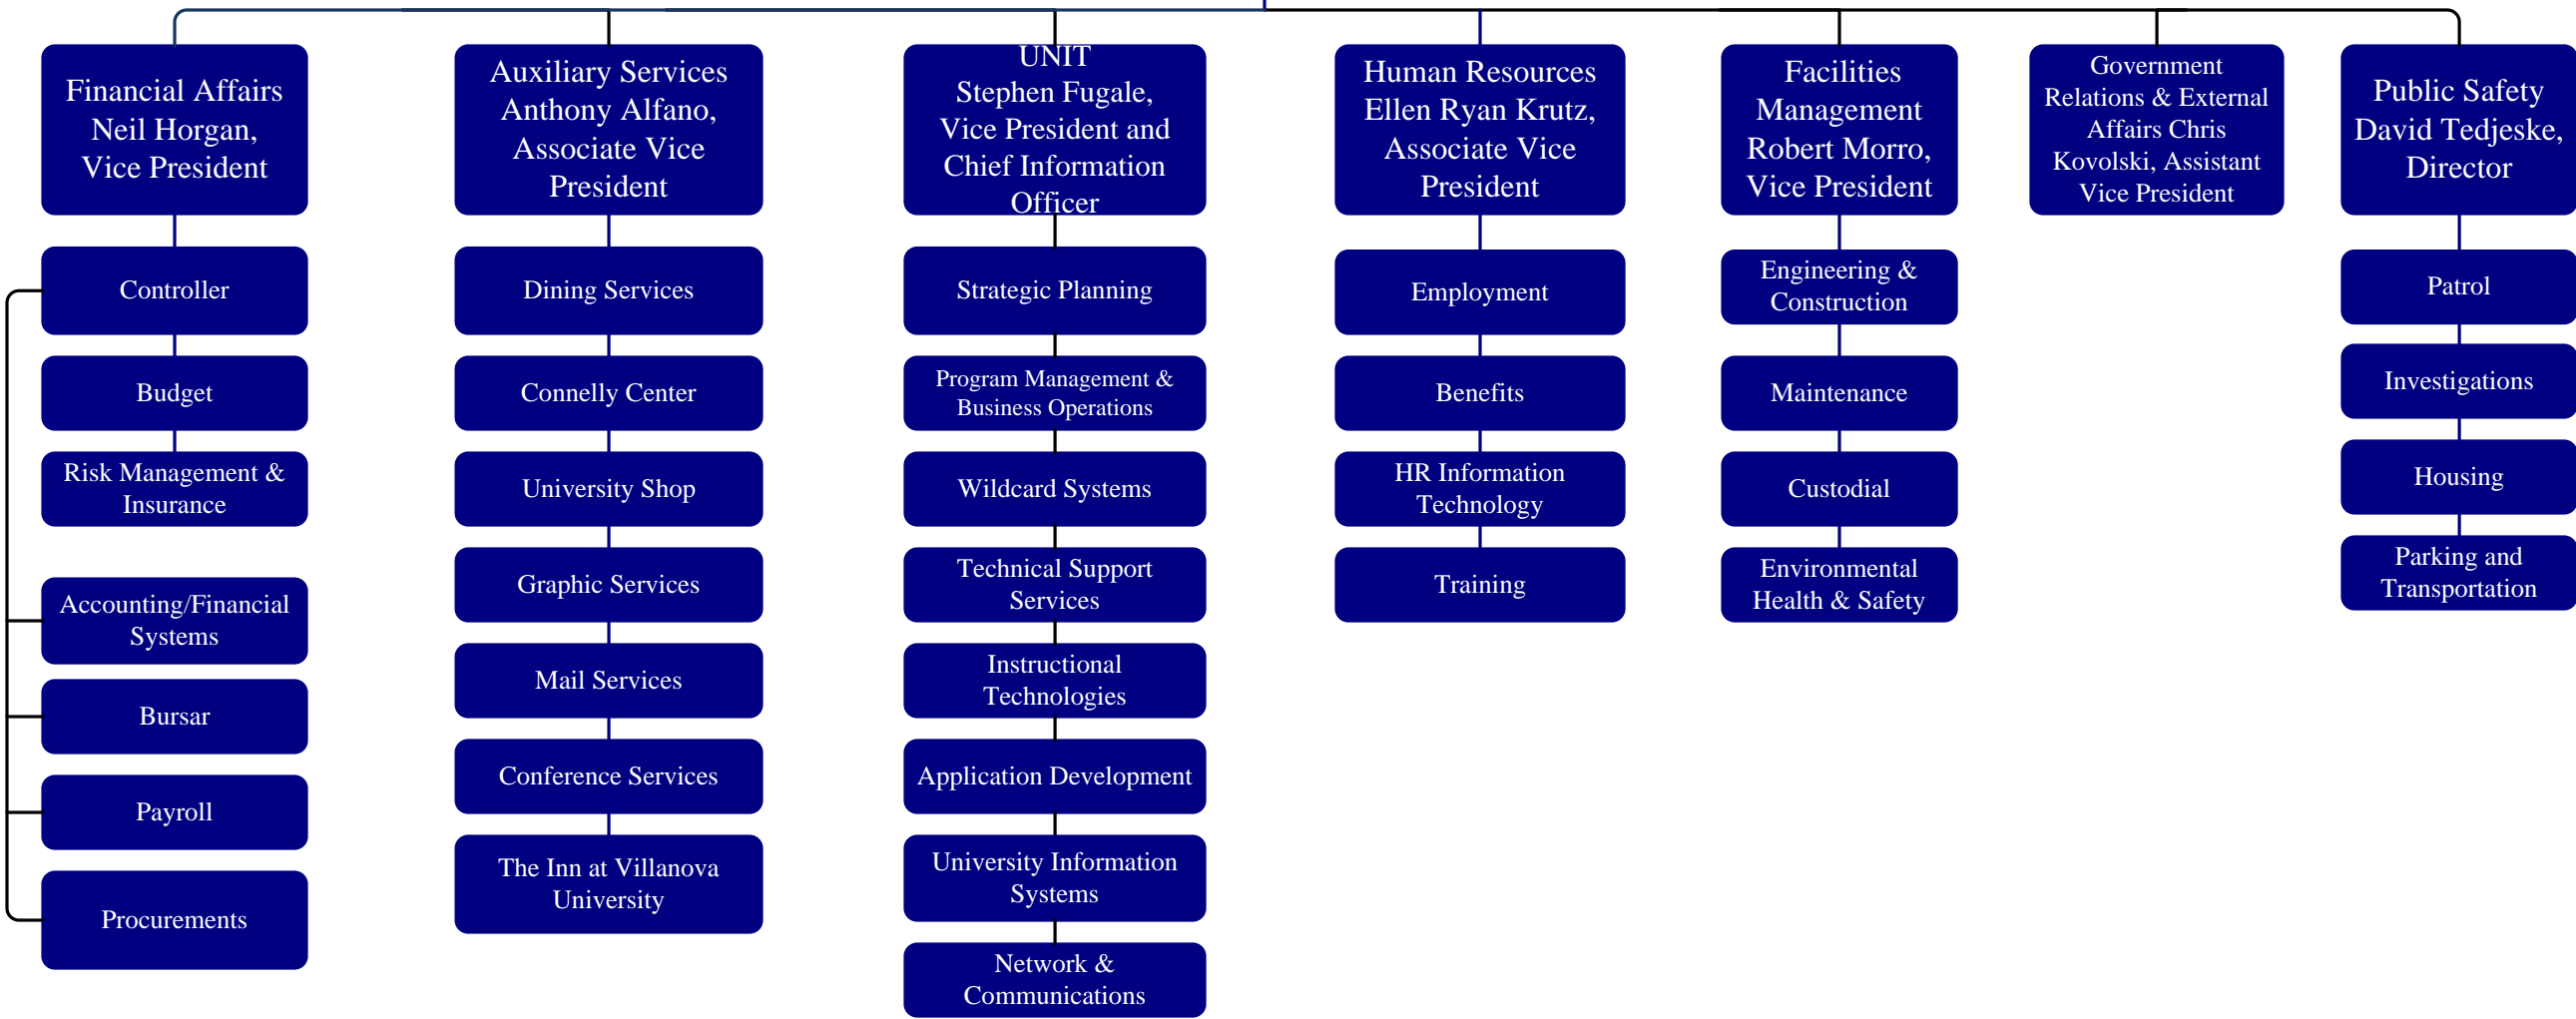 Financial Affairs
Neil Horgan,
Vice President
Controller
Budget
Risk Management &
Insurance
Accounting/Financial
Systems
Bursar
Payroll
Procurements
Auxiliary Services
Anthony Alfano,
Associate Vice
President
Dining Services
Connelly Center
University Shop
Graphic Services
Mail Services
Conference Services
The Inn at Villanova
University
UNIT
Stephen Fugale,
Vice President and
Chief Information
Officer
Strategic Planning
Program Management &
Business Operations
Wildcard Systems
Technical Support
Services
Instructional
Technologies
Application Development
University Information
Systems
Network &
Communications
Human Resources
Ellen Ryan Krutz,
Associate Vice
President
Employment
Benefits
HR Information
Technology
Training
Facilities
Management
Robert Morro,
Vice President
Engineering &
Construction
Maintenance
Custodial
Environmental
Health & Safety
Government
Relations & External
Affairs Chris
Kovolski, Assistant
Vice President
Public Safety
David Tedjeske,
Director
Patrol
Investigations
Housing
Parking and
Transportation